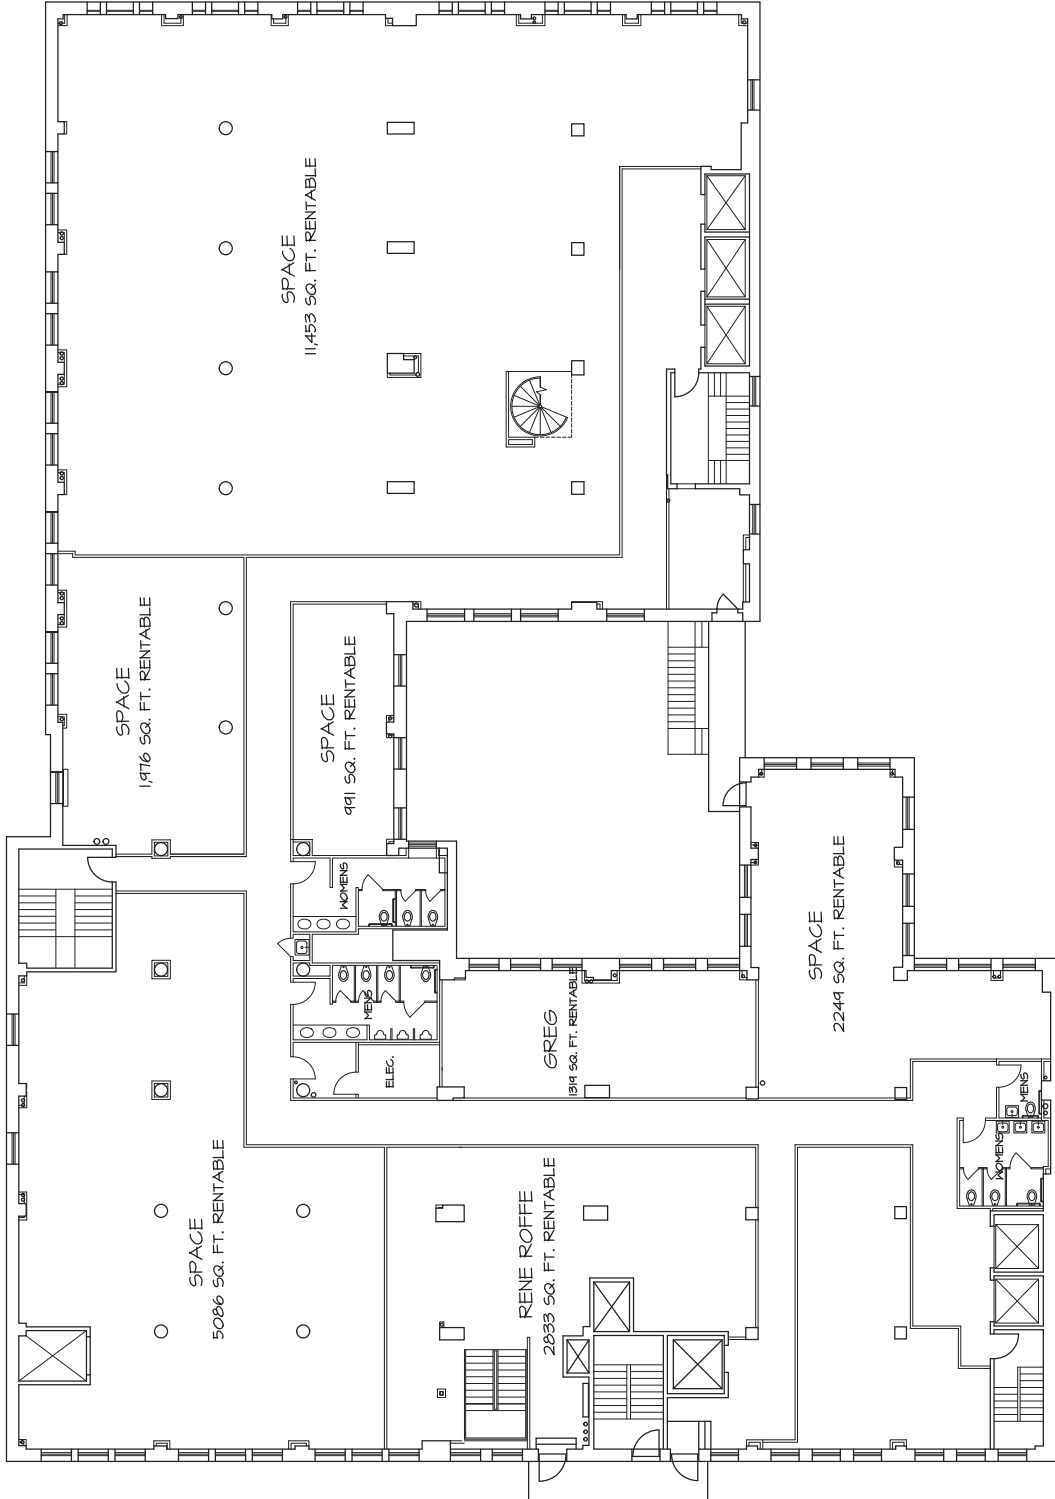 SPACE
11,453 SQ. FT. RENTABLE
SPACE
1,976 SQ. FT. RENTABLE
SPACE
991 SQ. FT. RENTABLE
WOMENS
MENS
ELEC.
GREG
1319 SQ. FT. RENTABLE
SPACE
2249 SQ. FT. RENTABLE
MENS
WOMENS
SPACE
5086 SQ. FT. RENTABLE
RENE ROFFE
2833 SQ. FT. RENTABLE